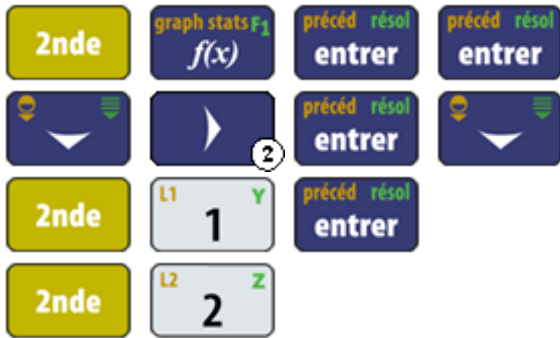 2nde graph stats F1 f(x) précéd résol entrer précéd résol entrer
2 précéd résol entrer
2nde L1 Y 1 précéd résol entrer
2nde L2 Z 2